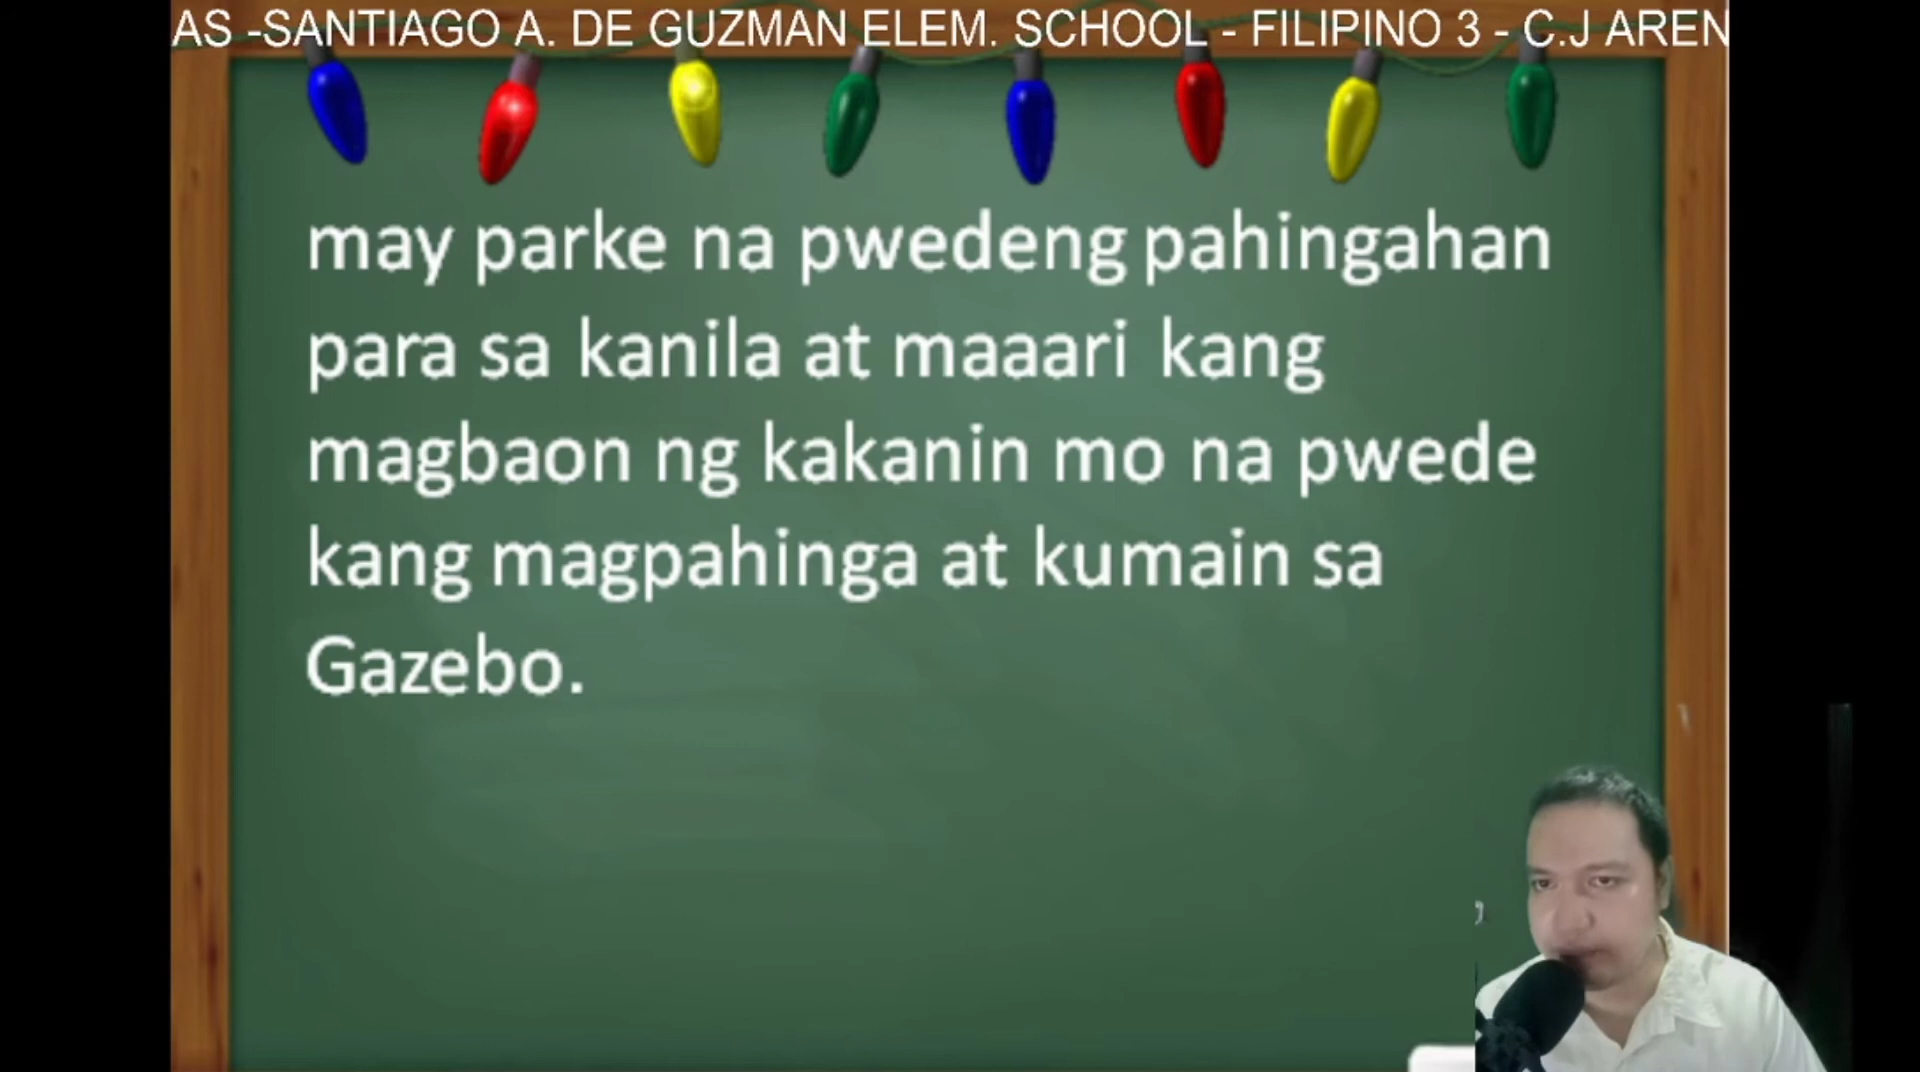 AS -SANTIAGO A. DE GUZMAN ELEM. SCHOOL - FILIPINO 3 - C.J AREN
may parke na pwedeng pahingahan
para sa kanila at maaari kang
magbaon ng kakanin mo na pwede
kang magpahinga at kumain sa
Gazebo.